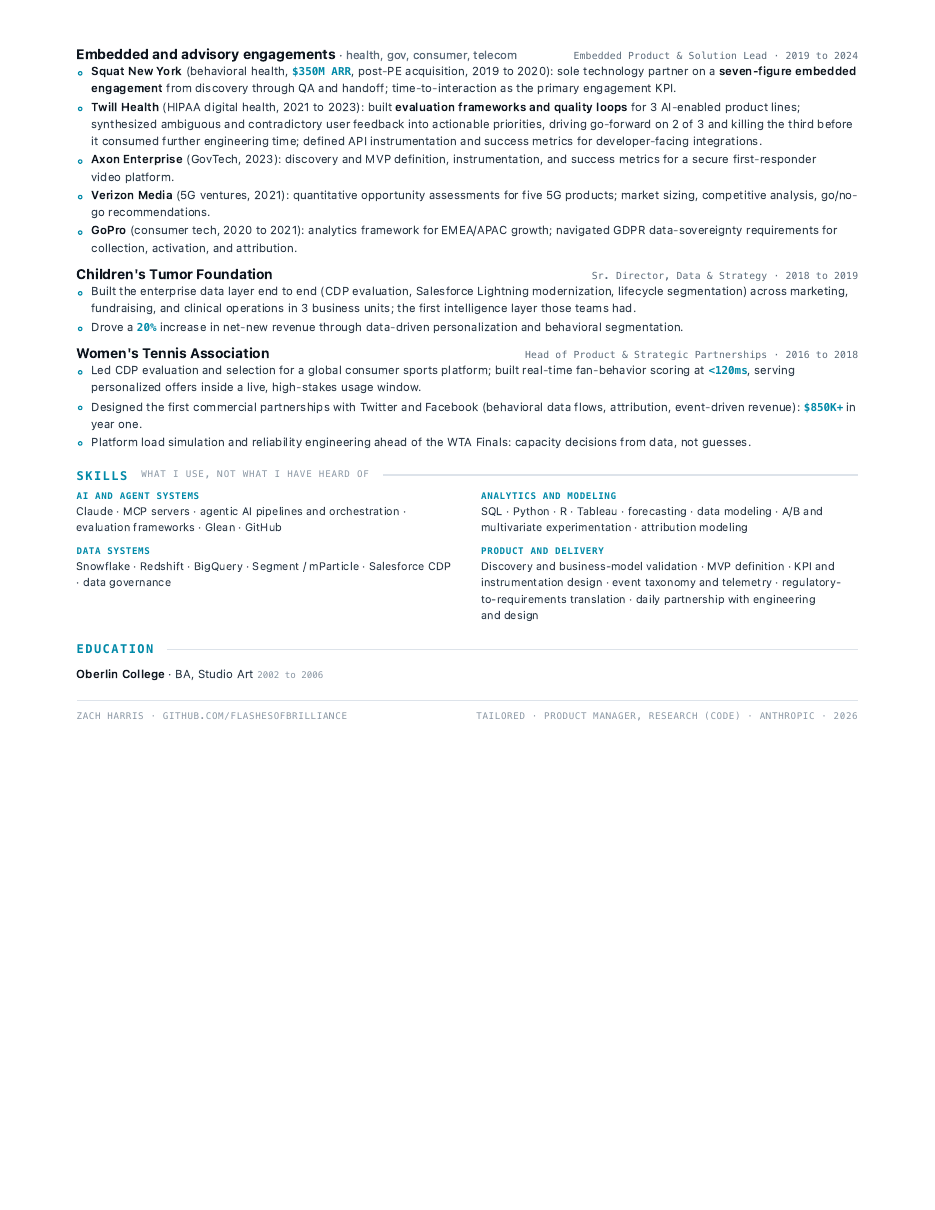 Embedded and advisory engagements · health, gov, consumer, telecom Embedded Product & Solution Lead · 2019 to 2024
Squat New York (behavioral health, $350M ARR, post-PE acquisition, 2019 to 2020): sole technology partner on a seven-figure embedded
engagement from discovery through QA and handoff; time-to-interaction as the primary engagement KPI.
Twill Health (HIPAA digital health, 2021 to 2023): built evaluation frameworks and quality loops for 3 AI-enabled product lines;
synthesized ambiguous and contradictory user feedback into actionable priorities, driving go-forward on 2 of 3 and killing the third before
it consumed further engineering time; defined API instrumentation and success metrics for developer-facing integrations.
Axon Enterprise (GovTech, 2023): discovery and MVP definition, instrumentation, and success metrics for a secure first-responder
video platform.
Verizon Media (5G ventures, 2021): quantitative opportunity assessments for five 5G products; market sizing, competitive analysis, go/no-
go recommendations.
GoPro (consumer tech, 2020 to 2021): analytics framework for EMEA/APAC growth; navigated GDPR data-sovereignty requirements for
collection, activation, and attribution.
Children's Tumor Foundation Sr. Director, Data & Strategy · 2018 to 2019
Built the enterprise data layer end to end (CDP evaluation, Salesforce Lightning modernization, lifecycle segmentation) across marketing,
fundraising, and clinical operations in 3 business units; the first intelligence layer those teams had.
Drove a 20% increase in net-new revenue through data-driven personalization and behavioral segmentation.
Women's Tennis Association Head of Product & Strategic Partnerships · 2016 to 2018
Led CDP evaluation and selection for a global consumer sports platform; built real-time fan-behavior scoring at <120ms, serving
personalized offers inside a live, high-stakes usage window.
Designed the first commercial partnerships with Twitter and Facebook (behavioral data flows, attribution, event-driven revenue): $850K+ in
year one.
Platform load simulation and reliability engineering ahead of the WTA Finals: capacity decisions from data, not guesses.
SKILLS WHAT I USE, NOT WHAT I HAVE HEARD OF
AI AND AGENT SYSTEMS
Claude · MCP servers · agentic AI pipelines and orchestration ·
evaluation frameworks · Glean · GitHub
ANALYTICS AND MODELING
SQL · Python · R · Tableau · forecasting · data modeling · A/B and
multivariate experimentation · attribution modeling
DATA SYSTEMS
Snowflake · Redshift · BigQuery · Segment / mParticle · Salesforce CDP
· data governance
PRODUCT AND DELIVERY
Discovery and business-model validation · MVP definition · KPI and
instrumentation design · event taxonomy and telemetry · regulatory-
to-requirements translation · daily partnership with engineering
and design
EDUCATION
Oberlin College · BA, Studio Art 2002 to 2006
ZACH HARRIS · GITHUB.COM/FLASHESOFBRILLIANCE TAILORED · PRODUCT MANAGER, RESEARCH (CODE) · ANTHROPIC · 2026